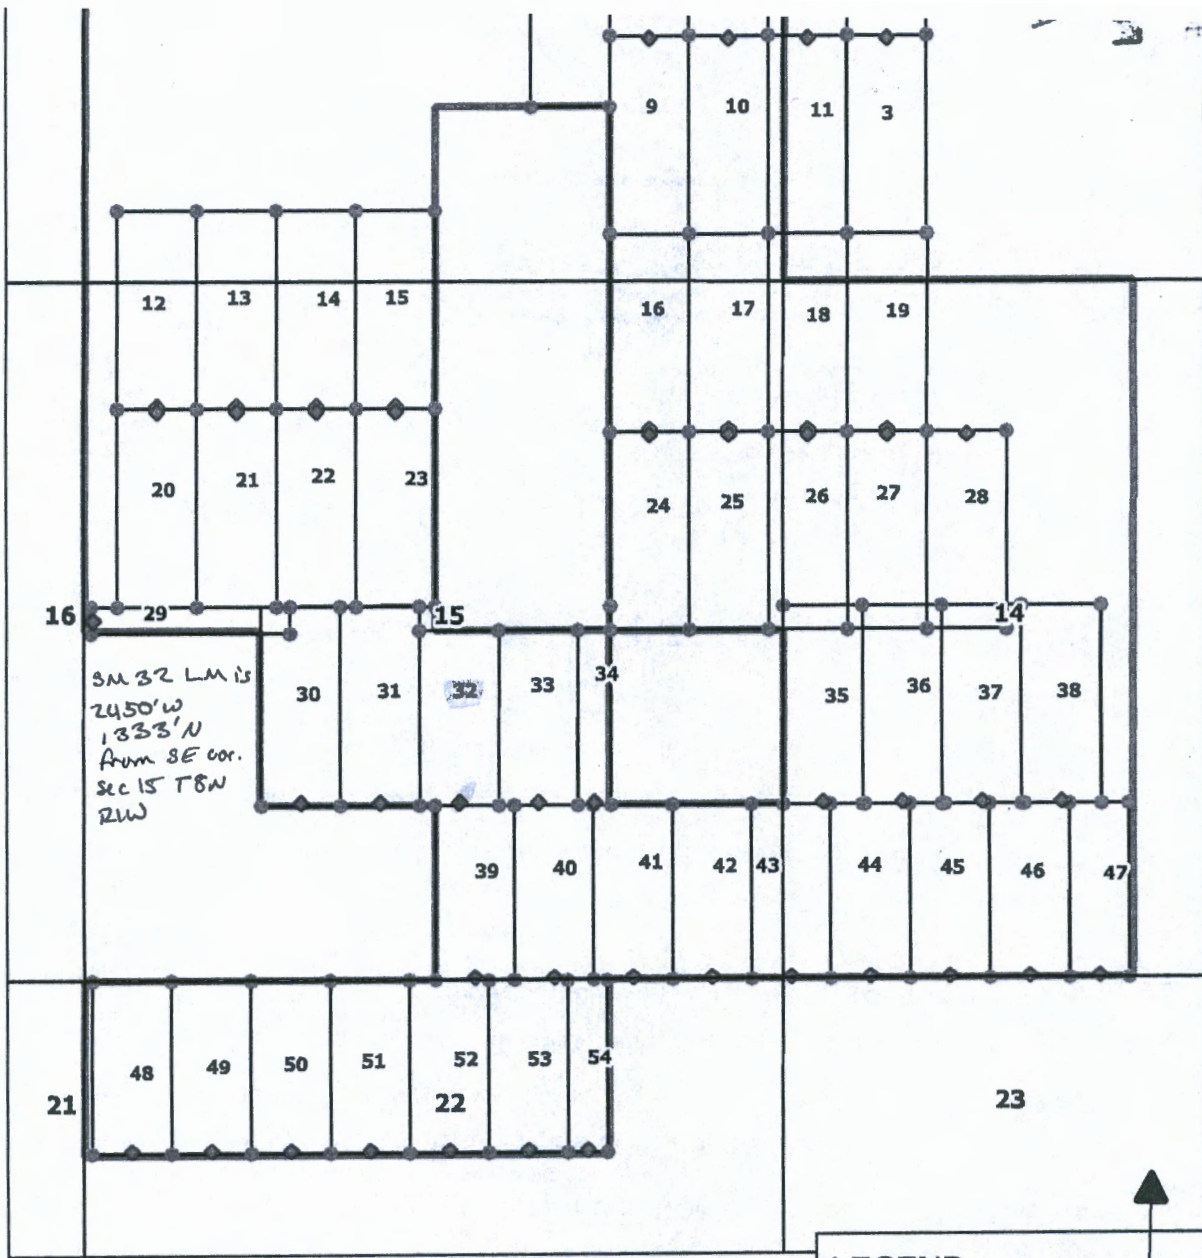 9 10 11 3
12 13 14 15 16 17 18 19
20 21 22 23 24 25 26 27 28
16 29 15 14
SM 32 LM is
2450'W
1333'N
from SE cor.
Sec 15 T8N
R1W
30 31 32 33 34 35 36 37 38
39 40 41 42 43 44 45 46 47
48 49 50 51 52 53 54
21 22 23
LEGEND